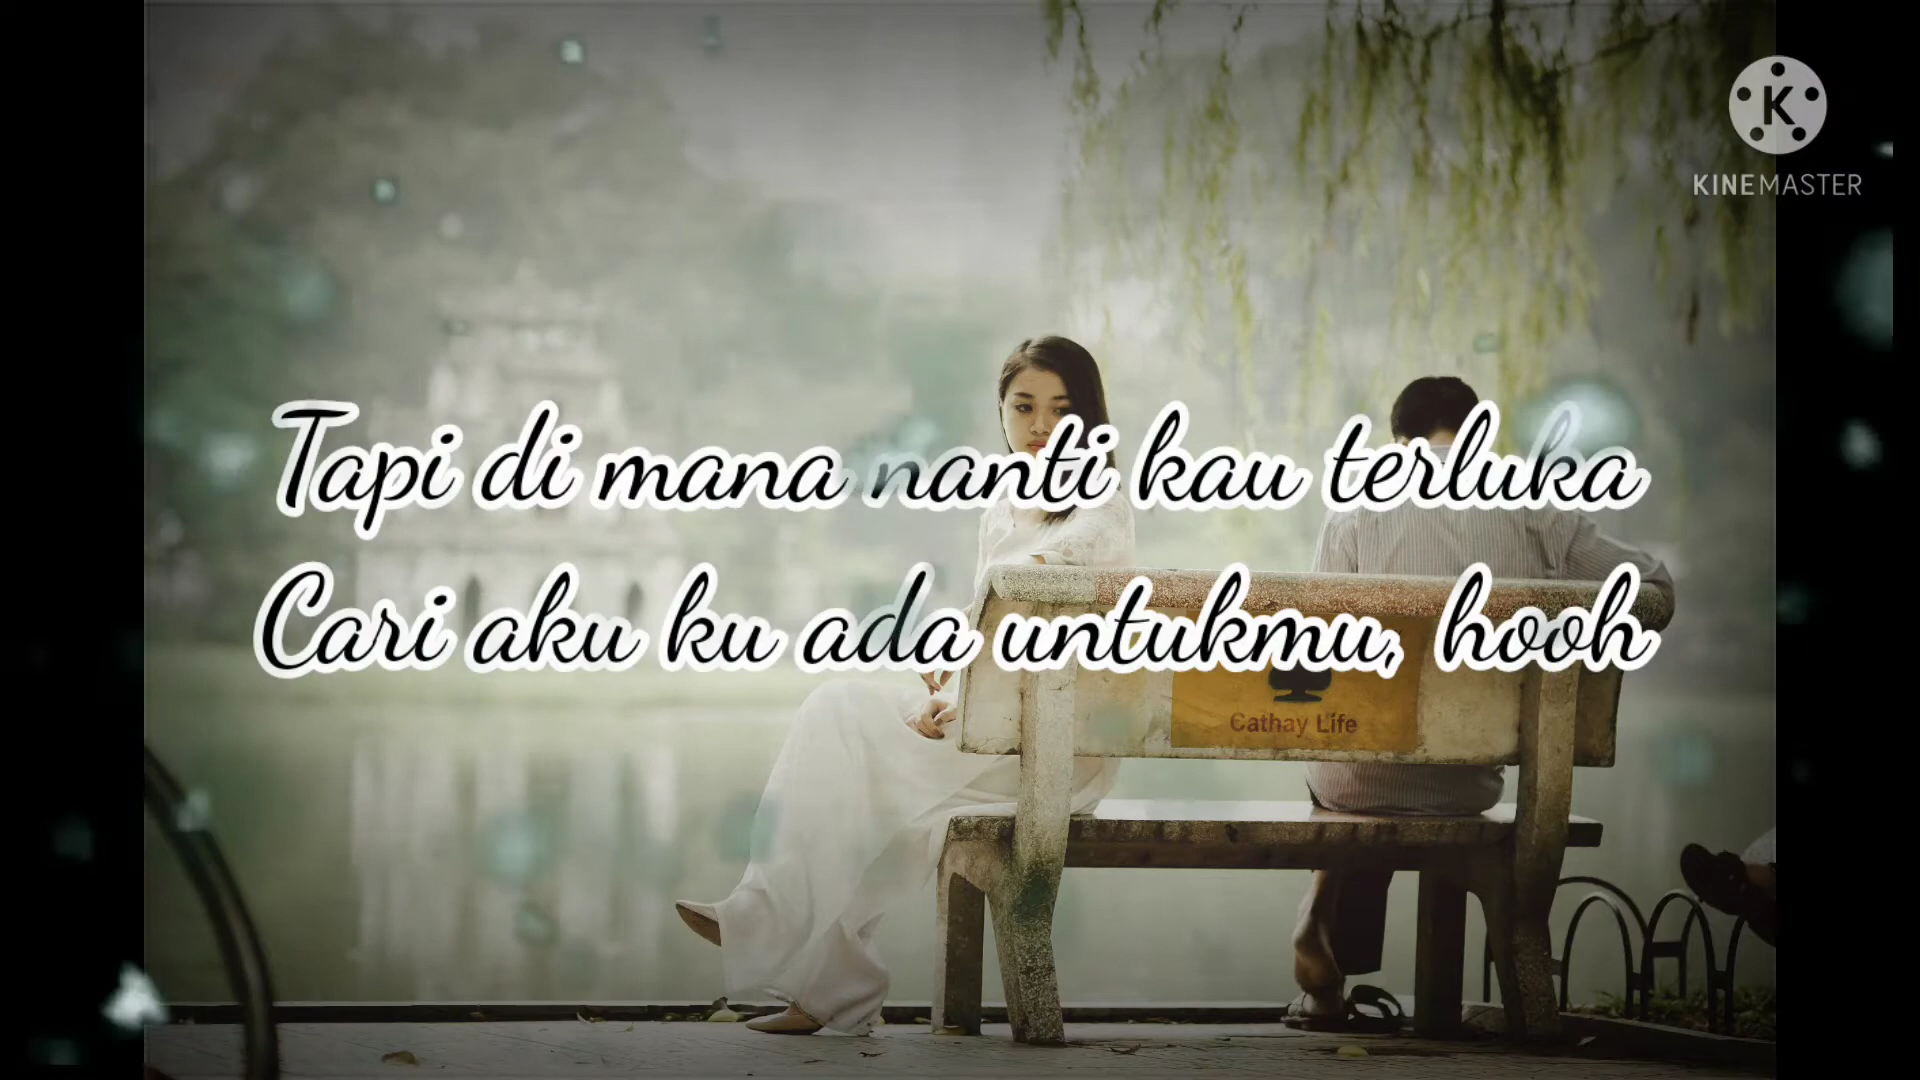 KINEMASTER
Tapi di mana nanti kau terluka
Cari aku ku ada untukmu, hooh
Cathay Life